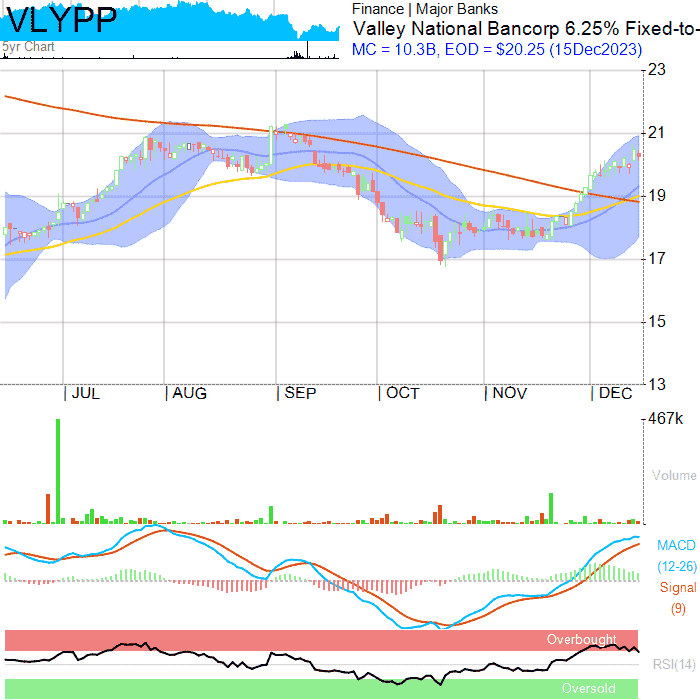 VLYPP
5yr Chart
Finance | Major Banks
Valley National Bancorp 6.25% Fixed-to-
MC = 10.3B, EOD = $20.25 (15Dec2023)
23
21
19
17
15
13
| JUL | AUG | SEP | OCT | NOV | DEC
467k
Volume
MACD
(12-26)
Signal
(9)
Overbought
RSI(14)
Oversold